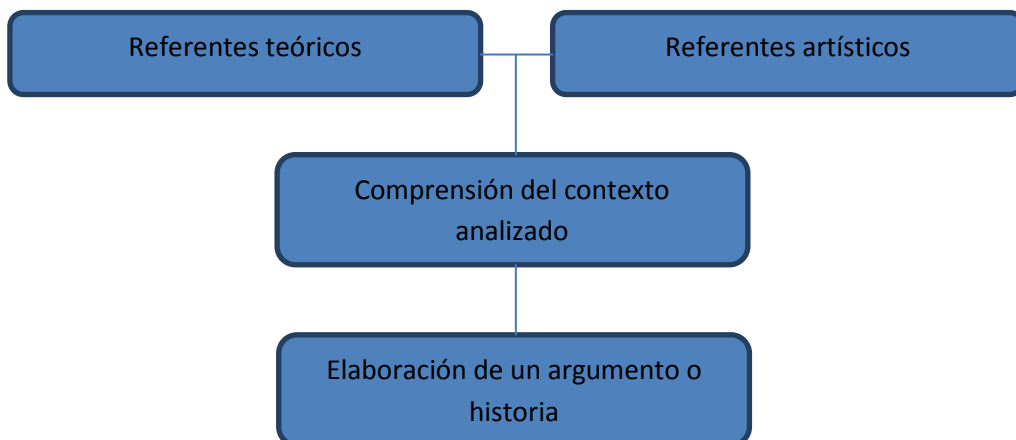 Referentes teóricos
Referentes artísticos
Comprensión del contexto
analizado
Elaboración de un argumento o
historia